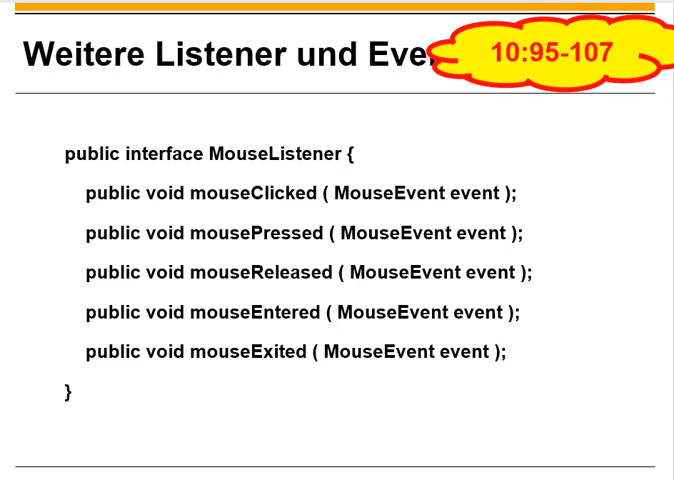 Weitere Listener und Eve
10:95-107
public interface MouseListener {
public void mouseClicked ( MouseEvent event );
public void mousePressed ( MouseEvent event );
public void mouseReleased ( MouseEvent event );
public void mouseEntered ( MouseEvent event );
public void mouseExited ( MouseEvent event );
}